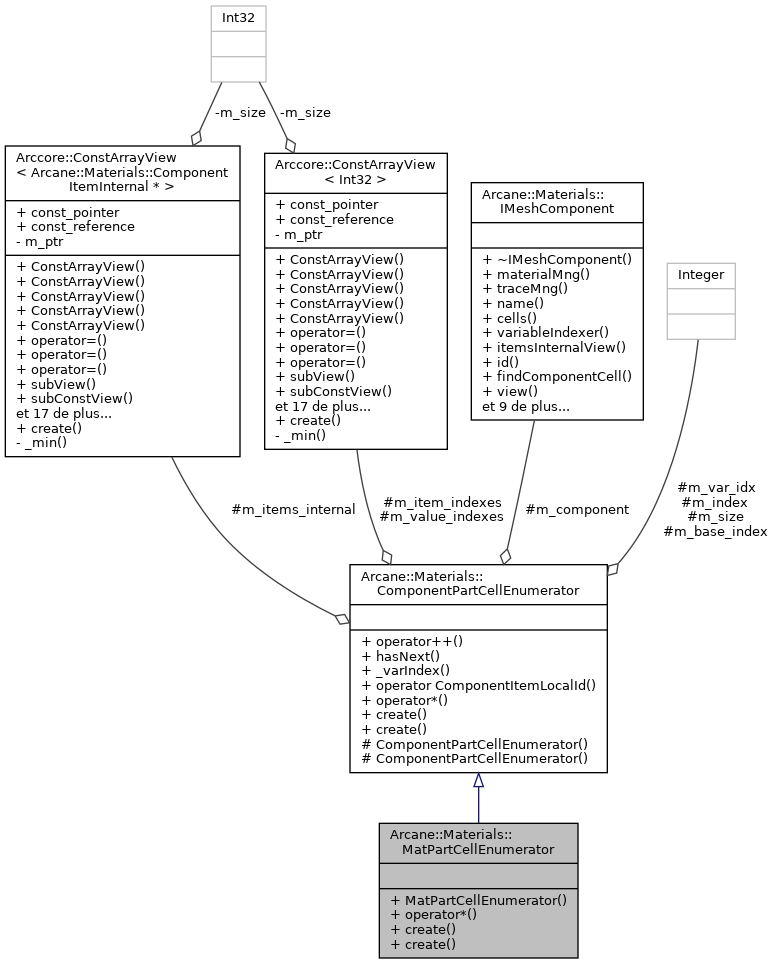 Int32
-m_size
-m_size
Arccore::ConstArrayView
< Arcane::Materials::Component
ItemInternal * >
+ const_pointer
+ const_reference
- m_ptr
+ ConstArrayView()
+ ConstArrayView()
+ ConstArrayView()
+ ConstArrayView()
+ ConstArrayView()
+ operator=()
+ operator=()
+ operator=()
+ subView()
+ subConstView()
et 17 de plus...
+ create()
- _min()
Arccore::ConstArrayView
< Int32 >
+ const_pointer
+ const_reference
- m_ptr
+ ConstArrayView()
+ ConstArrayView()
+ ConstArrayView()
+ ConstArrayView()
+ ConstArrayView()
+ operator=()
+ operator=()
+ operator=()
+ subView()
+ subConstView()
et 17 de plus...
+ create()
- _min()
Arcane::Materials::
IMeshComponent
+ ~IMeshComponent()
+ materialMng()
+ traceMng()
+ name()
+ cells()
+ variableIndexer()
+ itemsInternalView()
+ id()
+ findComponentCell()
+ view()
et 9 de plus...
Integer
#m_items_internal
#m_item_indexes
#m_value_indexes
#m_component
#m_var_idx
#m_index
#m_size
#m_base_index
Arcane::Materials::
ComponentPartCellEnumerator
+ operator++()
+ hasNext()
+ _varIndex()
+ operator ComponentItemLocalId()
+ operator*()
+ create()
+ create()
# ComponentPartCellEnumerator()
# ComponentPartCellEnumerator()
Arcane::Materials::
MatPartCellEnumerator
+ MatPartCellEnumerator()
+ operator*()
+ create()
+ create()